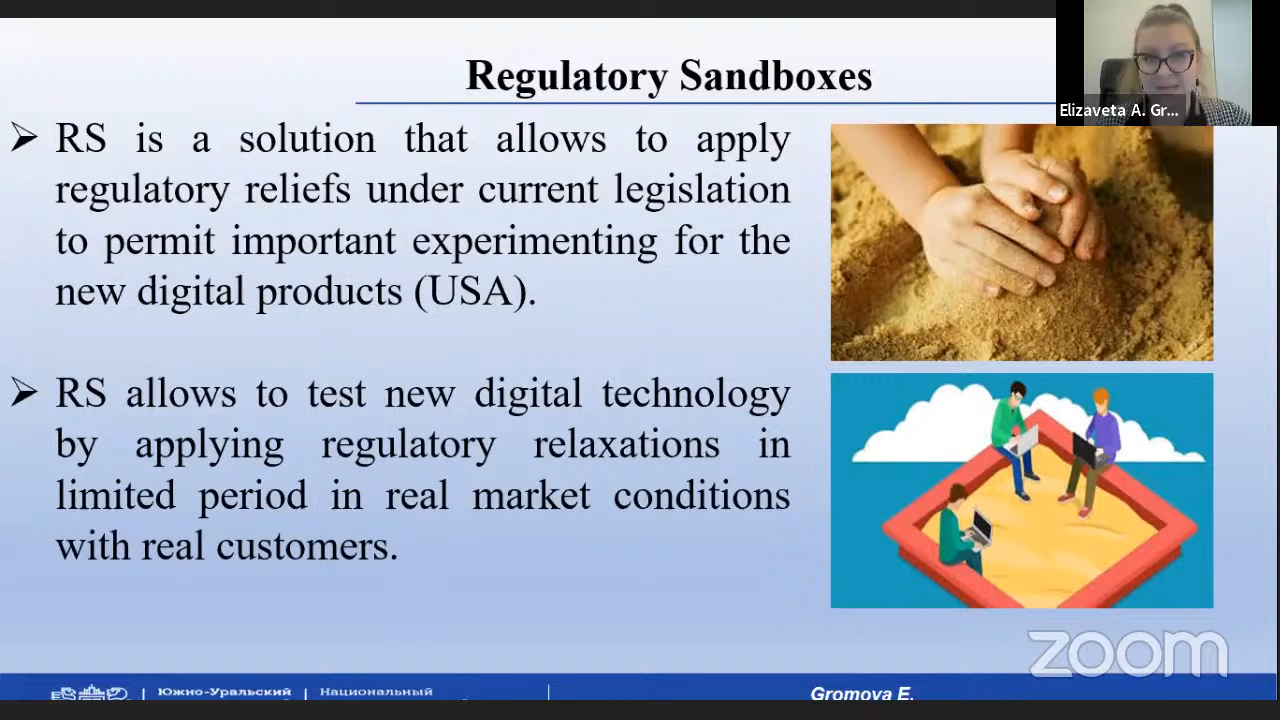 Regulatory Sandboxes
Elizaveta A. Gr...
➢ RS is a solution that allows to apply
regulatory reliefs under current legislation
to permit important experimenting for the
new digital products (USA).
➢ RS allows to test new digital technology
by applying regulatory relaxations in
limited period in real market conditions
with real customers.
zoom
Южно-Уральский
Национальный
Gromova E.